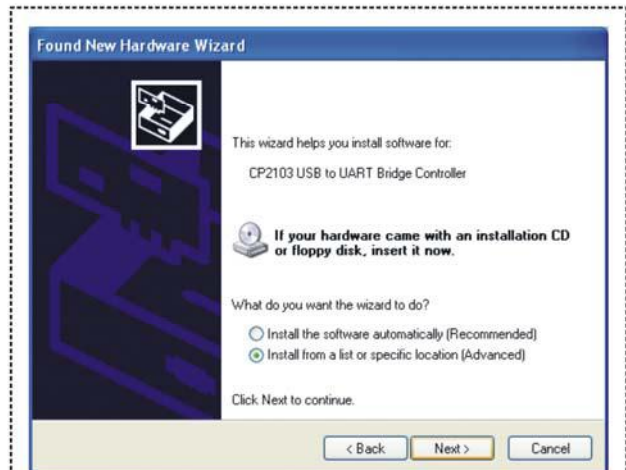 Found New Hardware Wizard
This wizard helps you install software for:
CP2103 USB to UART Bridge Controller
If your hardware came with an installation CD
or floppy disk, insert it now.
What do you want the wizard to do?
Install the software automatically (Recommended)
Install from a list or specific location (Advanced)
Click Next to continue.
< Back
Next >
Cancel